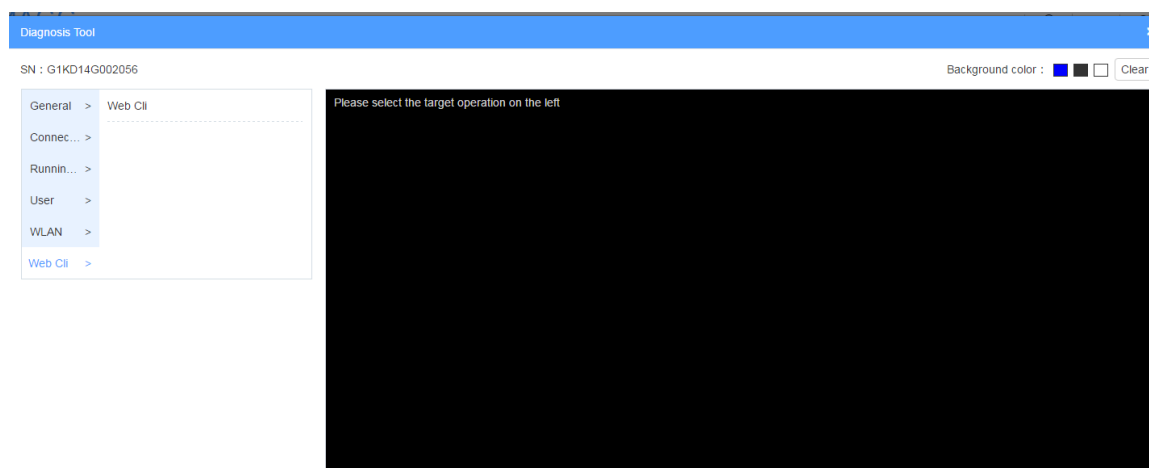 Diagnosis Tool
SN : G1KD14G002056
Background color :
Clear
General >
Web Cli
Connec... >
Runnin... >
User >
WLAN >
Web Cli >
Please select the target operation on the left